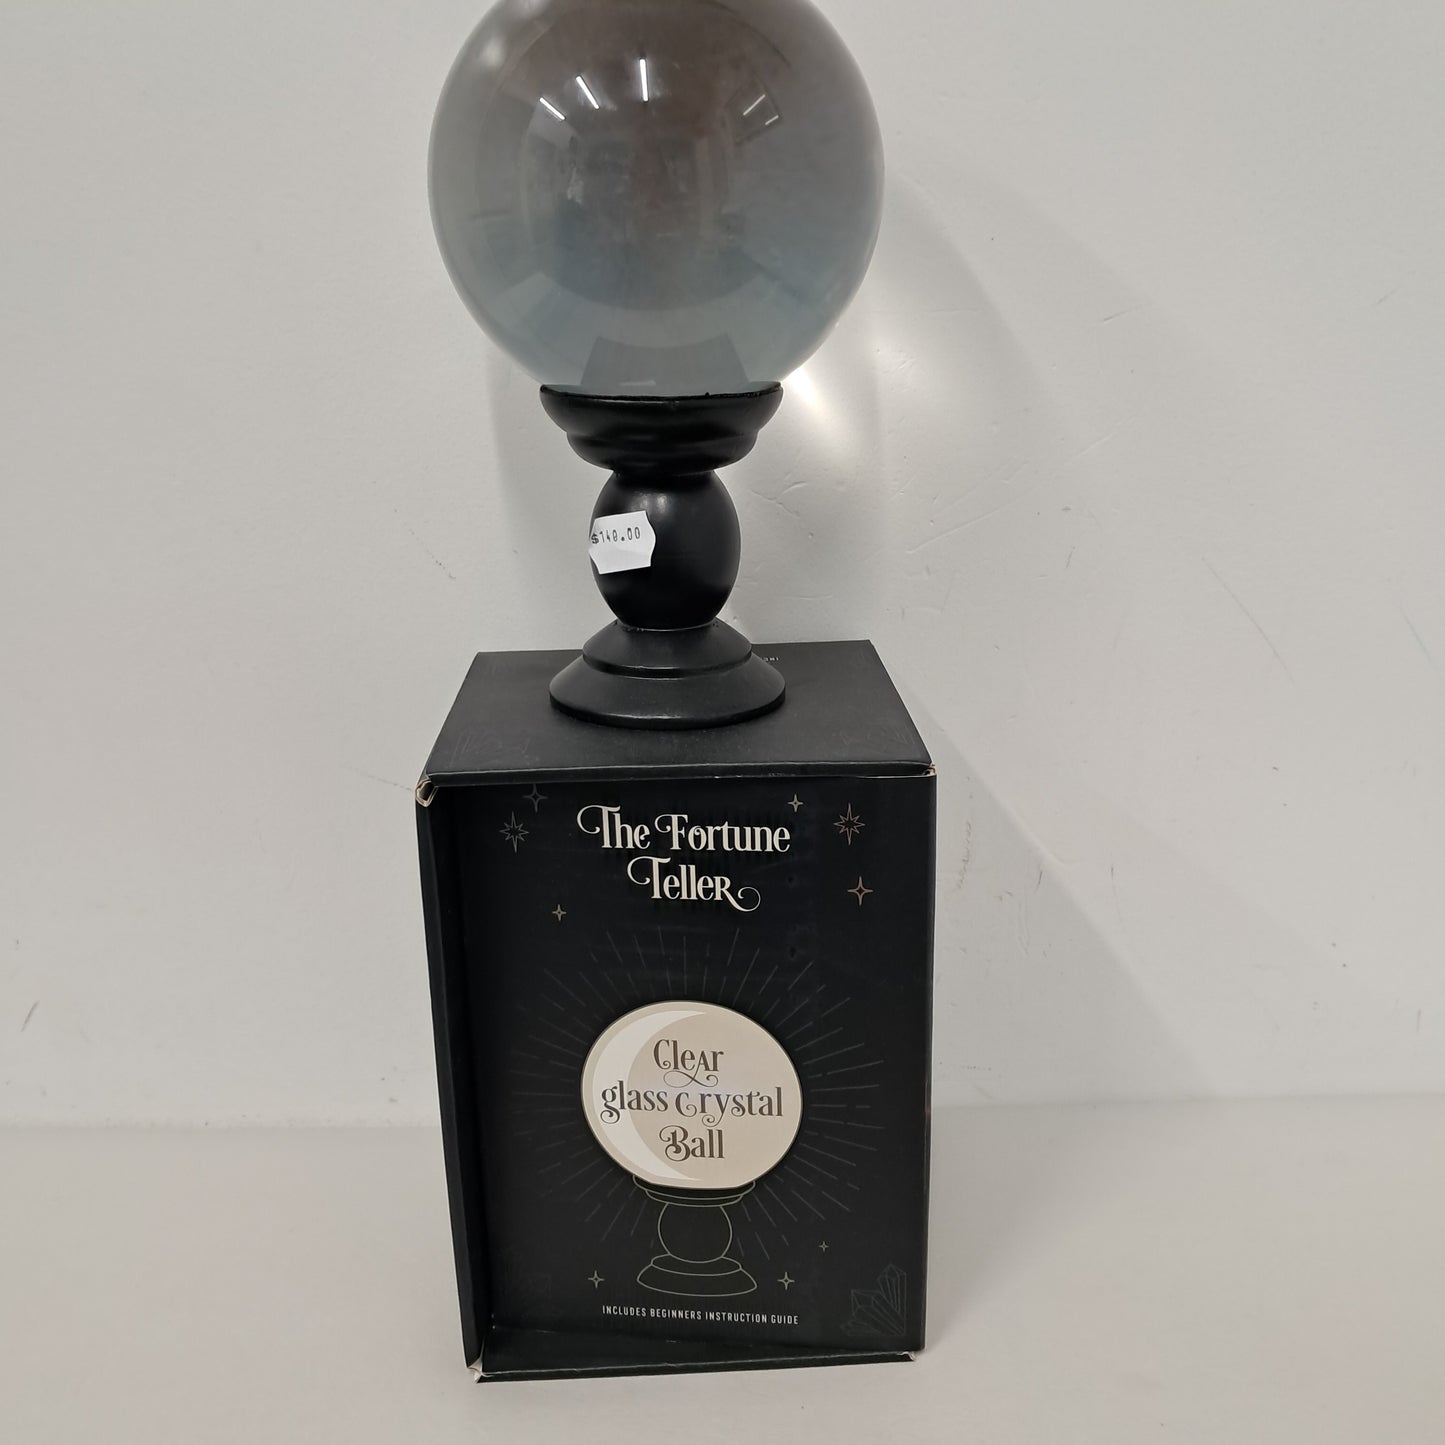 $140.00
The Fortune
Teller
Clear
glass Crystal
Ball
INCLUDES BEGINNERS INSTRUCTION GUIDE